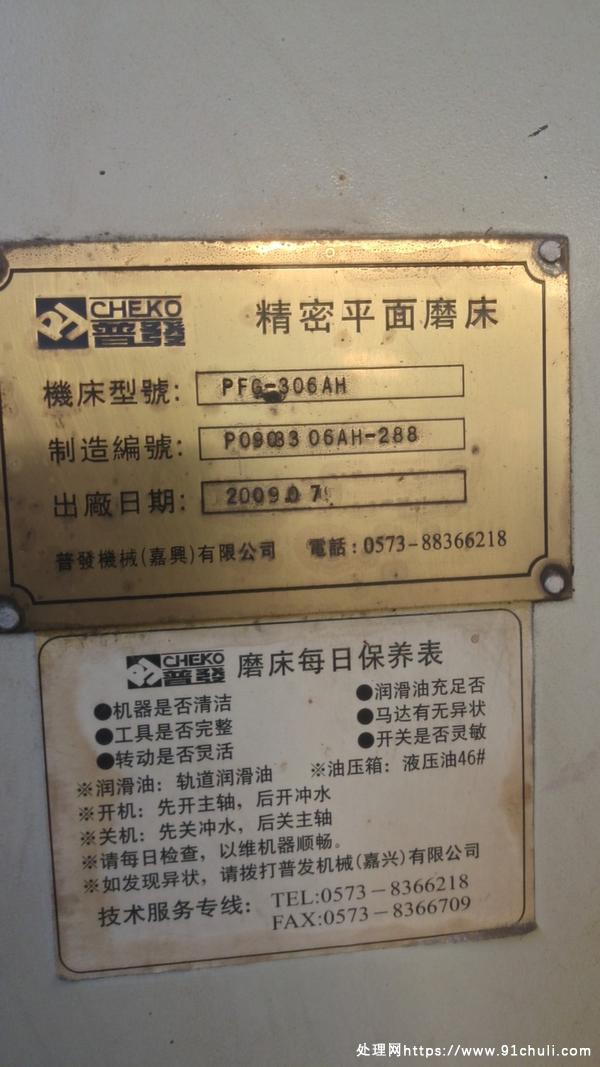 CHEKO
普發
精密平面磨床
機床型號: PFG-306AH
制造編號: P0903306AH-288
出廠日期: 2009.07
普發機械(嘉興)有限公司 電話:0573-88366218
CHEKO
普發
磨床每日保养表
●机器是否清洁 ●润滑油充足否
●工具是否完整 ●马达有无异状
●转动是否灵活 ●开关是否灵敏
※润滑油：轨道润滑油 ※油压箱：液压油46#
※开机：先开主轴，后开冲水
※关机：先关冲水，后关主轴
※请每日检查，以维机器顺畅。
※如发现异状，请拨打普发机械(嘉兴)有限公司
技术服务专线：TEL:0573－8366218
FAX:0573－8366709
处理网https://www.91chuli.com